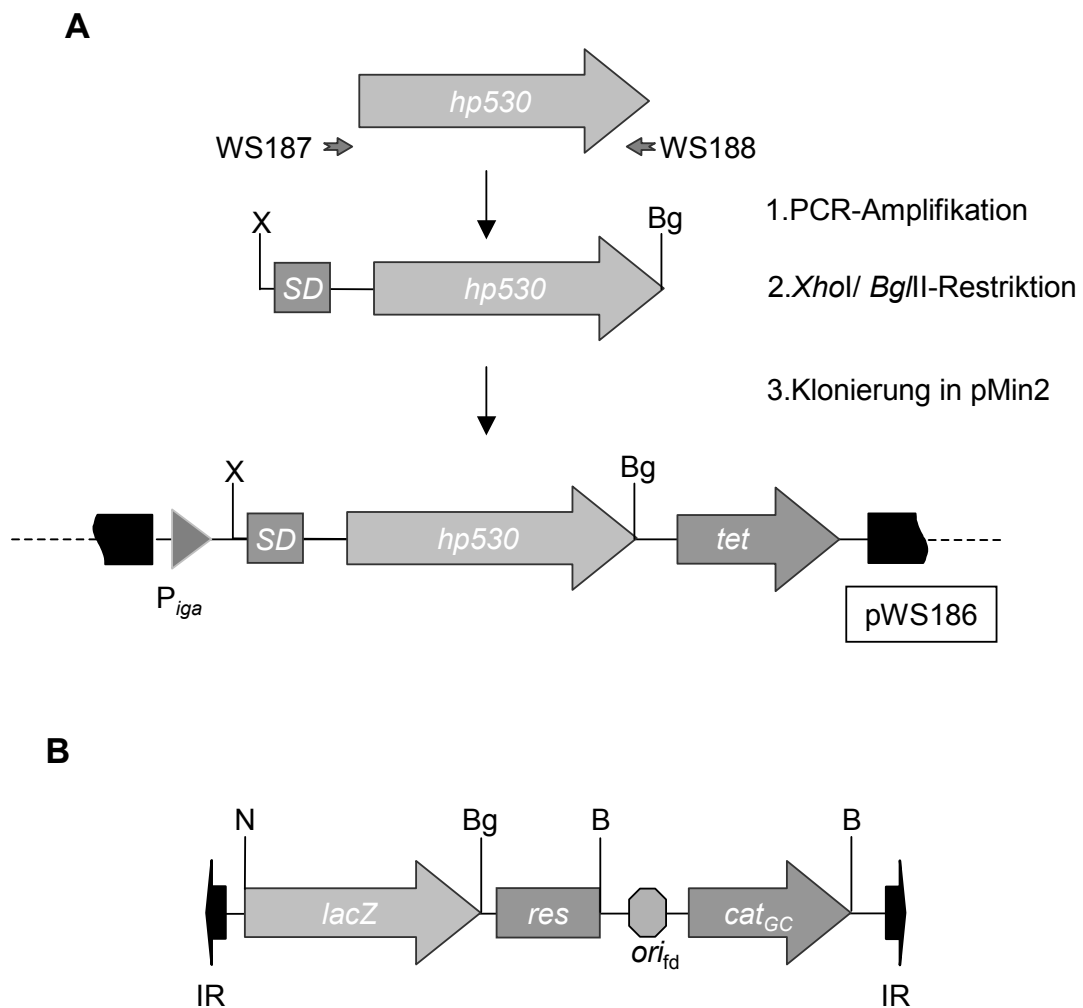 A
hp530
WS187
WS188
1.PCR-Amplifikation
X
Bg
SD
hp530
2.XhoI/ BglII-Restriktion
3.Klonierung in pMin2
X
Bg
SD
hp530
tet
Piga
pWS186
B
N
Bg
B
B
lacZ
res
catGC
orifd
IR
IR